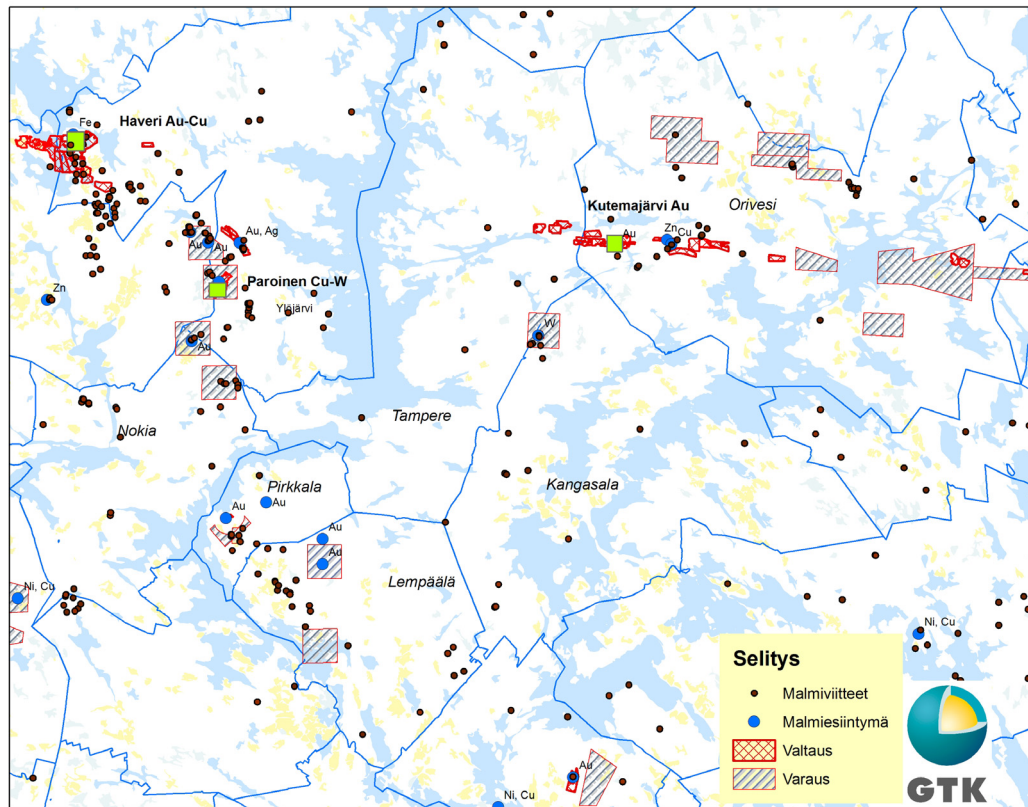 Fe
Haveri Au-Cu
Kutemajärvi Au
Orivesi
Au
Zn
Cu
Au, Ag
Au
Au
Paroinen Cu-W
Zn
Ylöjärvi
W
Au
Tampere
Nokia
Pirkkala
Kangasala
Au
Au
Au
Au
Lempäälä
Ni, Cu
Ni, Cu
Au
Ni, Cu
Selitys
Malmiviitteet
Malmiesiintymä
Valtaus
Varaus
GTK